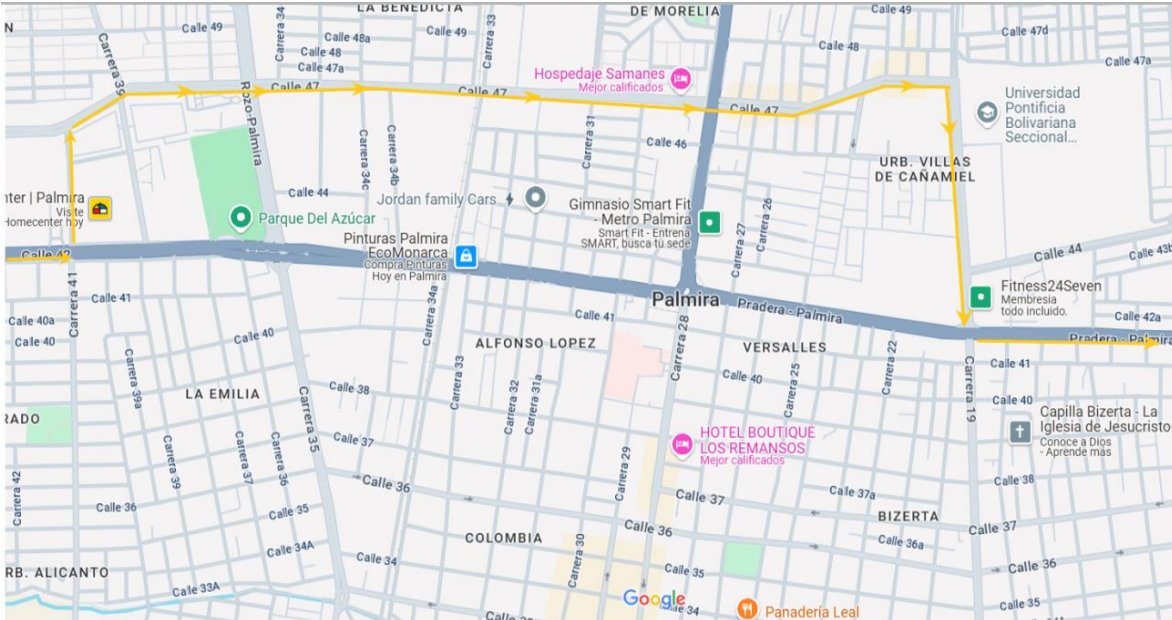 LA BENEDICTA
DE MORELIA
Calle 49
N
Carrera 34
Calle 49
Carrera 33
Calle 49
Calle 47d
Carrera 39
Calle 48a
Calle 48
Calle 48
Calle 47a
Calle 47a
Hospedaje Samanes
Mejor calificados
Calle 47
Calle 47
Calle 47
Rozo-Palmira
Universidad
Pontificia
Bolivariana
Seccional...
Carrera 31
Calle 46
Carrera 34c
Carrera 34b
URB. VILLAS
DE CAÑAMIEL
Calle 44
nter | Palmira
Visite
Homecenter hoy
Parque Del Azúcar
Jordan family Cars
Gimnasio Smart Fit
- Metro Palmira
Smart Fit - Entrena
SMART, busca tu sede
Carrera 27
Carrera 26
Calle 42
Pinturas Palmira
EcoMonarca
Compra Pinturas
Hoy en Palmira
Calle 44
Calle 43b
Carrera 41
Calle 41
Carrera 34a
Palmira
Pradera - Palmira
Fitness24Seven
Membresia
todo incluido.
Calle 42a
Calle 40a
Calle 40
Calle 40
Calle 41
Pradera - Palmira
ALFONSO LOPEZ
Carrera 28
VERSALLES
Carrera 22
Calle 41
Carrera 39a
LA EMILIA
Calle 38
Carrera 33
Carrera 32
Carrera 31a
Calle 40
Carrera 25
Carrera 19
Calle 40
RADO
Carrera 35
Capilla Bizerta - La
Iglesia de Jesucristo
Conoce a Dios
- Aprende más
HOTEL BOUTIQUE
LOS REMANSOS
Mejor calificados
Calle 37
Carrera 39
Carrera 37
Carrera 36
Carrera 29
Carrera 42
Calle 36
Calle 37
Calle 37a
Calle 38
Calle 36
Calle 35
Calle 36
BIZERTA
Calle 37
COLOMBIA
Calle 36a
Calle 34A
Calle 34
Carrera 30
Calle 35
Calle 36
RB. ALICANTO
Calle 33A
Google
lle 34
Panadería Leal
Calle 35